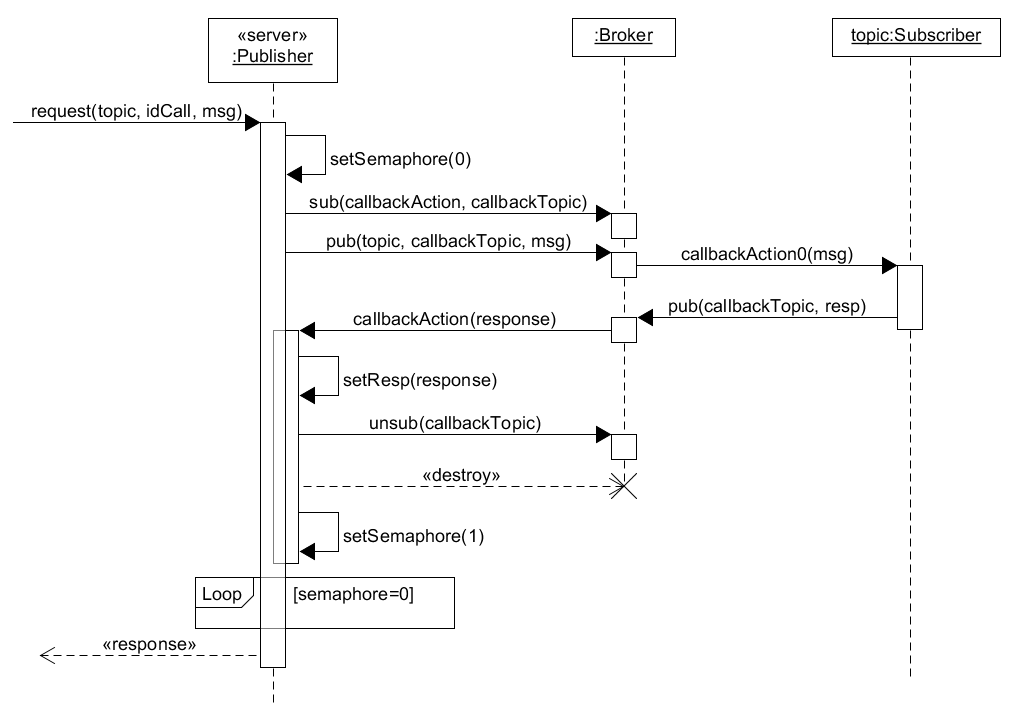 «server»
:Publisher
:Broker
topic:Subscriber
request(topic, idCall, msg)
setSemaphore(0)
sub(callbackAction, callbackTopic)
pub(topic, callbackTopic, msg)
callbackAction0(msg)
pub(callbackTopic, resp)
callbackAction(response)
setResp(response)
unsub(callbackTopic)
«destroy»
setSemaphore(1)
Loop
[semaphore=0]
«response»